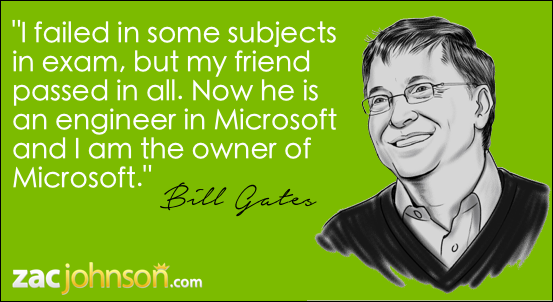 "I failed in some subjects
in exam, but my friend
passed in all. Now he is
an engineer in Microsoft
and I am the owner of
Microsoft."
Bill Gates
zacjohnson.com